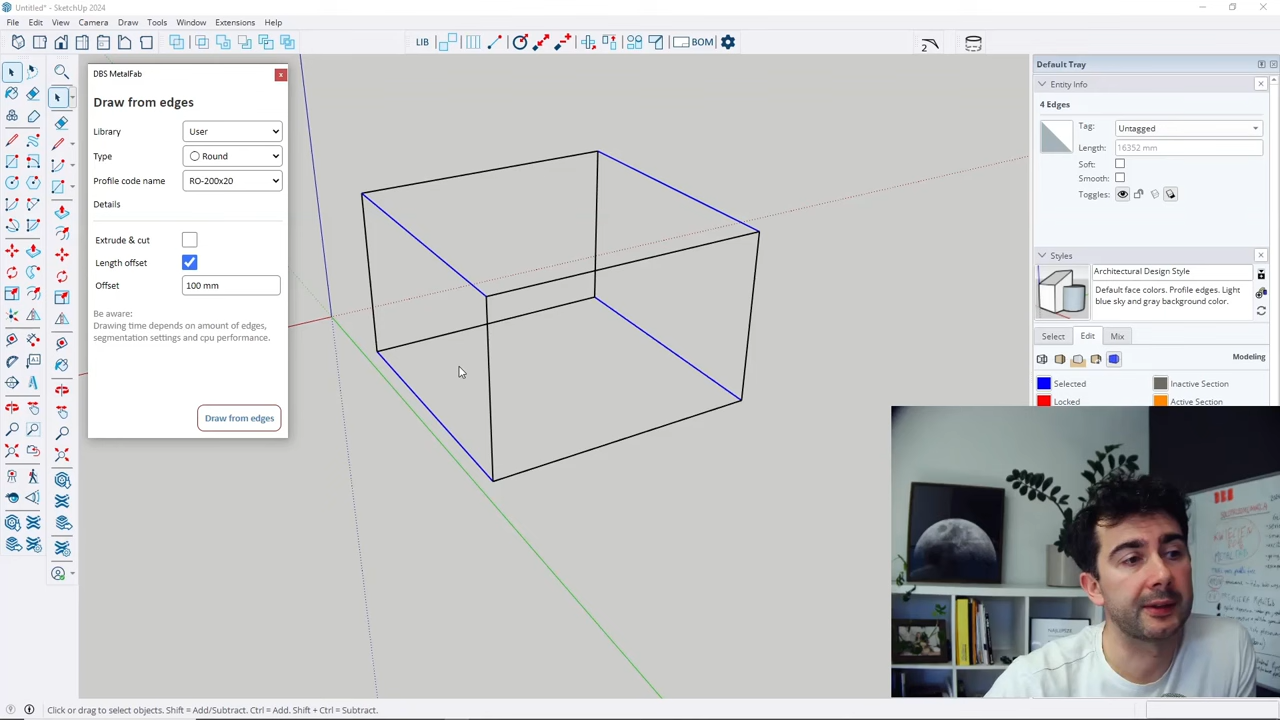 Untitled* - SketchUp 2024
File Edit View Camera Draw Tools Window Extensions Help
LIB
BOM
2
DBS MetalFab
x
Draw from edges
Library User
Type Round
Profile code name RO-200x20
Details
Extrude & cut
Length offset
Offset 100 mm
Be aware:
Drawing time depends on amount of edges,
segmentation settings and cpu performance.
Draw from edges
Default Tray
Entity Info
4 Edges
Tag: Untagged
Length: 16352 mm
Soft:
Smooth:
Toggles:
Styles
Architectural Design Style
Default face colors. Profile edges. Light
blue sky and gray background color.
Select Edit Mix
Modeling
Selected Inactive Section
Locked Active Section
Click or drag to select objects. Shift = Add/Subtract. Ctrl = Add. Shift + Ctrl = Subtract.